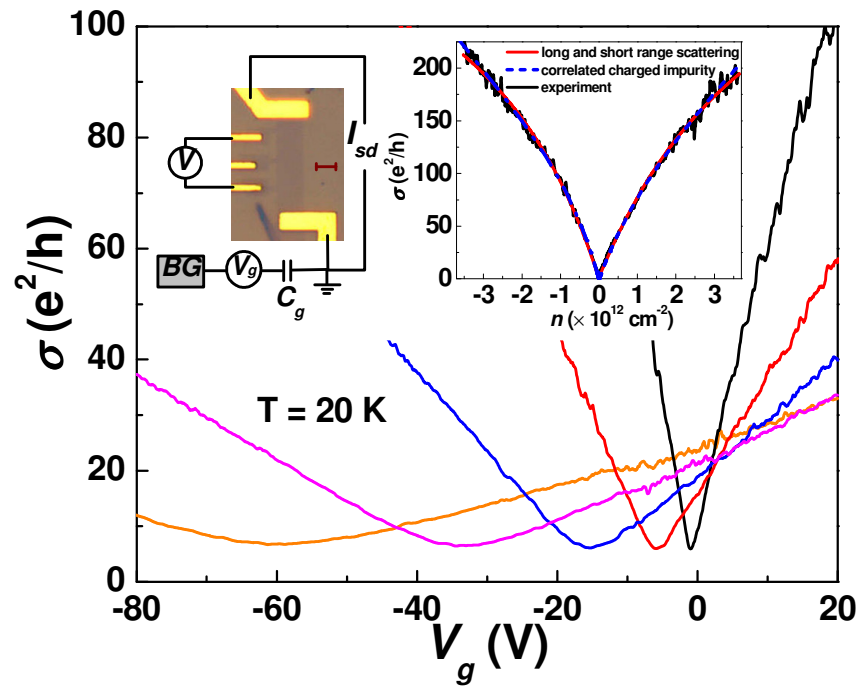 100
80
60
40
20
0
σ (e²/h)
-80
-60
-40
-20
0
20
V_g (V)
T = 20 K
V
I_sd
BG
V_g
C_g
200
150
100
50
0
σ (e²/h)
long and short range scattering
correlated charged impurity
experiment
-3
-2
-1
0
1
2
3
n (× 10¹² cm⁻²)